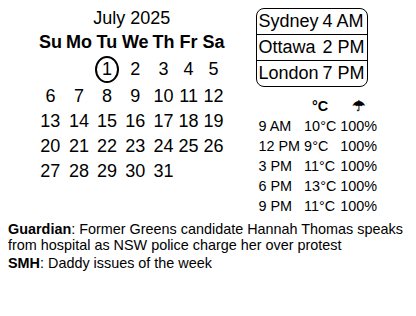 July 2025
Su Mo Tu We Th Fr Sa
1 2 3 4 5
6 7 8 9 10 11 12
13 14 15 16 17 18 19
20 21 22 23 24 25 26
27 28 29 30 31
Sydney 4 AM
Ottawa 2 PM
London 7 PM
°C ☂
9 AM 10°C 100%
12 PM 9°C 100%
3 PM 11°C 100%
6 PM 13°C 100%
9 PM 11°C 100%
Guardian: Former Greens candidate Hannah Thomas speaks
from hospital as NSW police charge her over protest
SMH: Daddy issues of the week